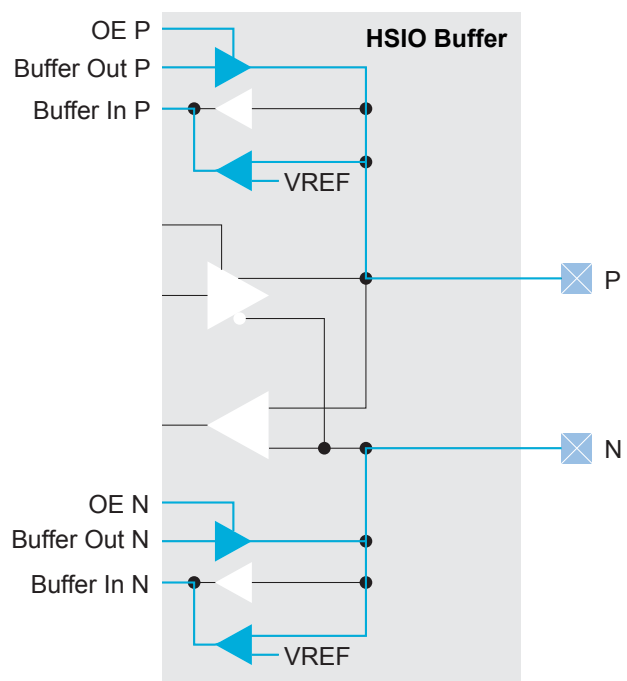 OE P
HSIO Buffer
Buffer Out P
Buffer In P
VREF
P
N
OE N
Buffer Out N
Buffer In N
VREF